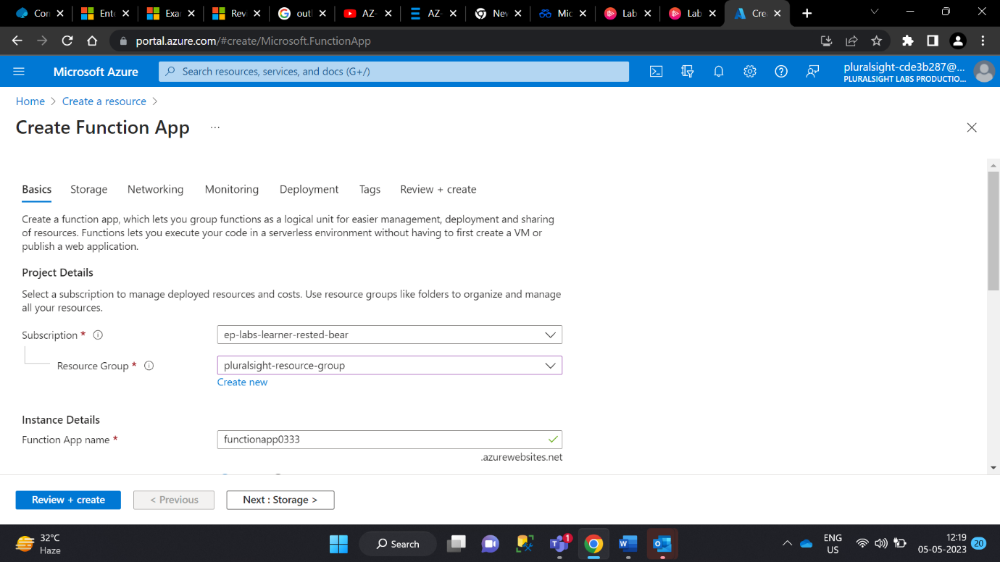 Con
Ente
Exar
Rev
outl
AZ-
AZ-
Nev
Mic
Lab
Lab
Cre
portal.azure.com/#create/Microsoft.FunctionApp
Microsoft Azure
Search resources, services, and docs (G+/)
pluralsight-cde3b287@...
PLURALSIGHT LABS PRODUCTIO...
Home > Create a resource >
Create Function App ...
Basics Storage Networking Monitoring Deployment Tags Review + create
Create a function app, which lets you group functions as a logical unit for easier management, deployment and sharing
of resources. Functions lets you execute your code in a serverless environment without having to first create a VM or
publish a web application.
Project Details
Select a subscription to manage deployed resources and costs. Use resource groups like folders to organize and manage
all your resources.
Subscription *
ep-labs-learner-rested-bear
Resource Group *
pluralsight-resource-group
Create new
Instance Details
Function App name *
functionapp0333
.azurewebsites.net
Review + create
< Previous
Next : Storage >
32°C
Haze
Search
1
ENG
US
12:19
05-05-2023
20